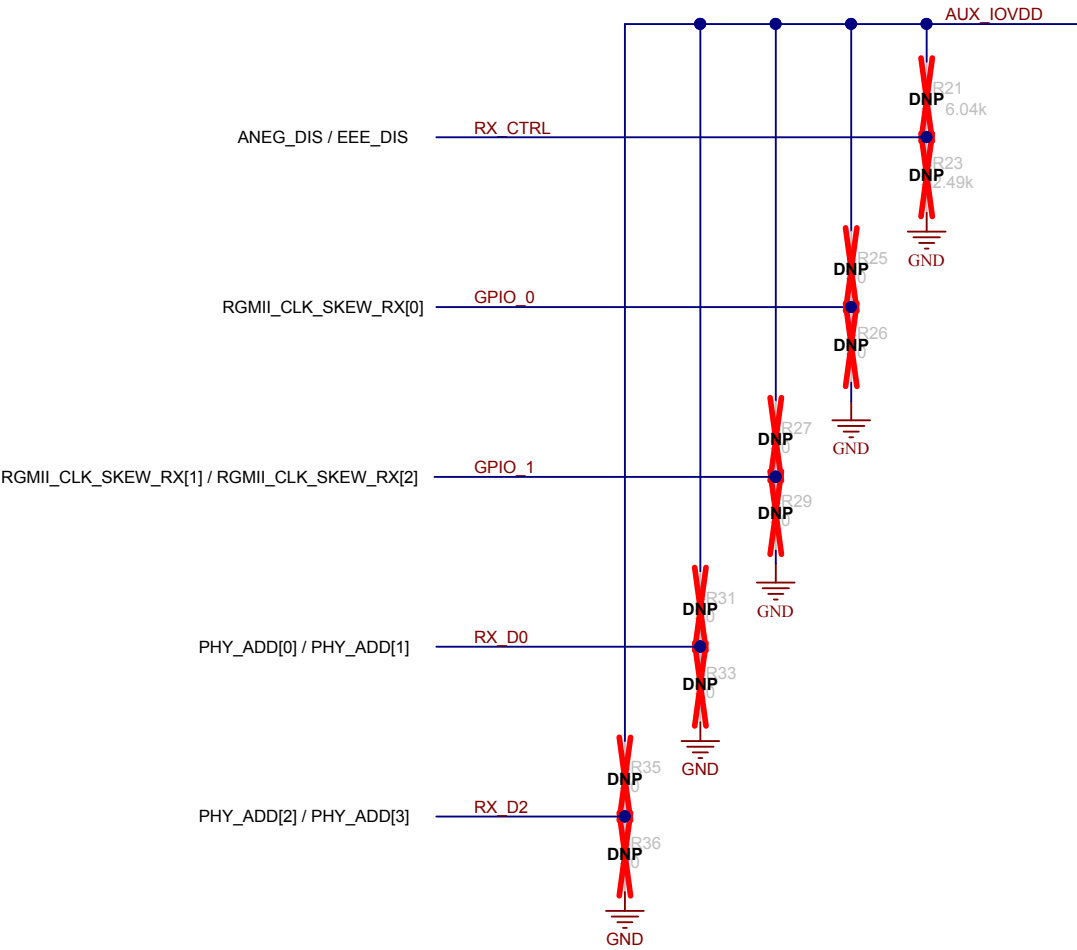 AUX_IOVDD
R21
DNP
6.04k
ANEG_DIS / EEE_DIS
RX_CTRL
R23
DNP
2.49k
GND
R25
DNP
0
RGMII_CLK_SKEW_RX[0]
GPIO_0
R26
DNP
0
GND
R27
DNP
0
RGMII_CLK_SKEW_RX[1] / RGMII_CLK_SKEW_RX[2]
GPIO_1
R29
DNP
0
GND
R31
DNP
0
PHY_ADD[0] / PHY_ADD[1]
RX_D0
R33
DNP
0
GND
R35
DNP
0
PHY_ADD[2] / PHY_ADD[3]
RX_D2
R36
DNP
0
GND